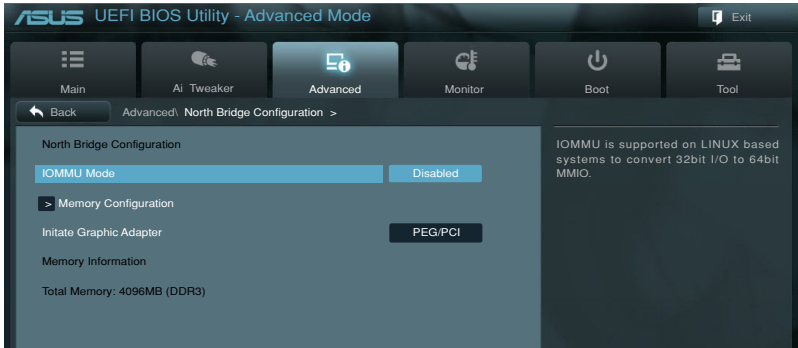 ASUS UEFI BIOS Utility - Advanced Mode
Exit
Main
Ai Tweaker
Advanced
Monitor
Boot
Tool
Back
Advanced\ North Bridge Configuration >
North Bridge Configuration
IOMMU Mode Disabled
> Memory Configuration
Initate Graphic Adapter PEG/PCI
Memory Information
Total Memory: 4096MB (DDR3)
IOMMU is supported on LINUX based
systems to convert 32bit I/O to 64bit
MMIO.